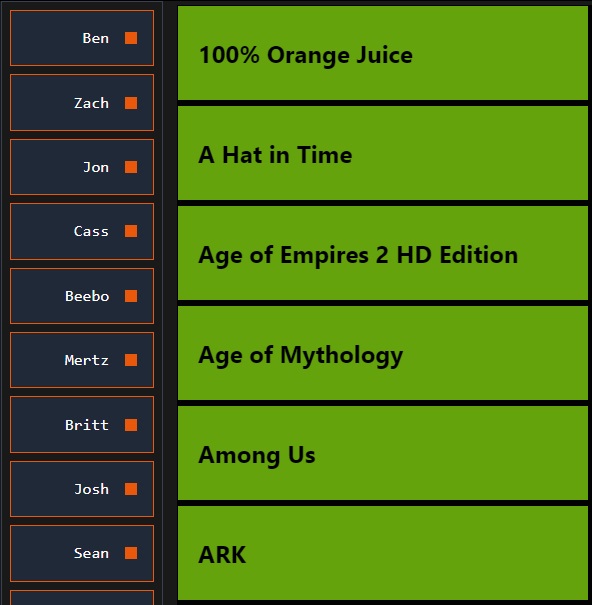 Ben
Zach
Jon
Cass
Beebo
Mertz
Britt
Josh
Sean
100% Orange Juice
A Hat in Time
Age of Empires 2 HD Edition
Age of Mythology
Among Us
ARK